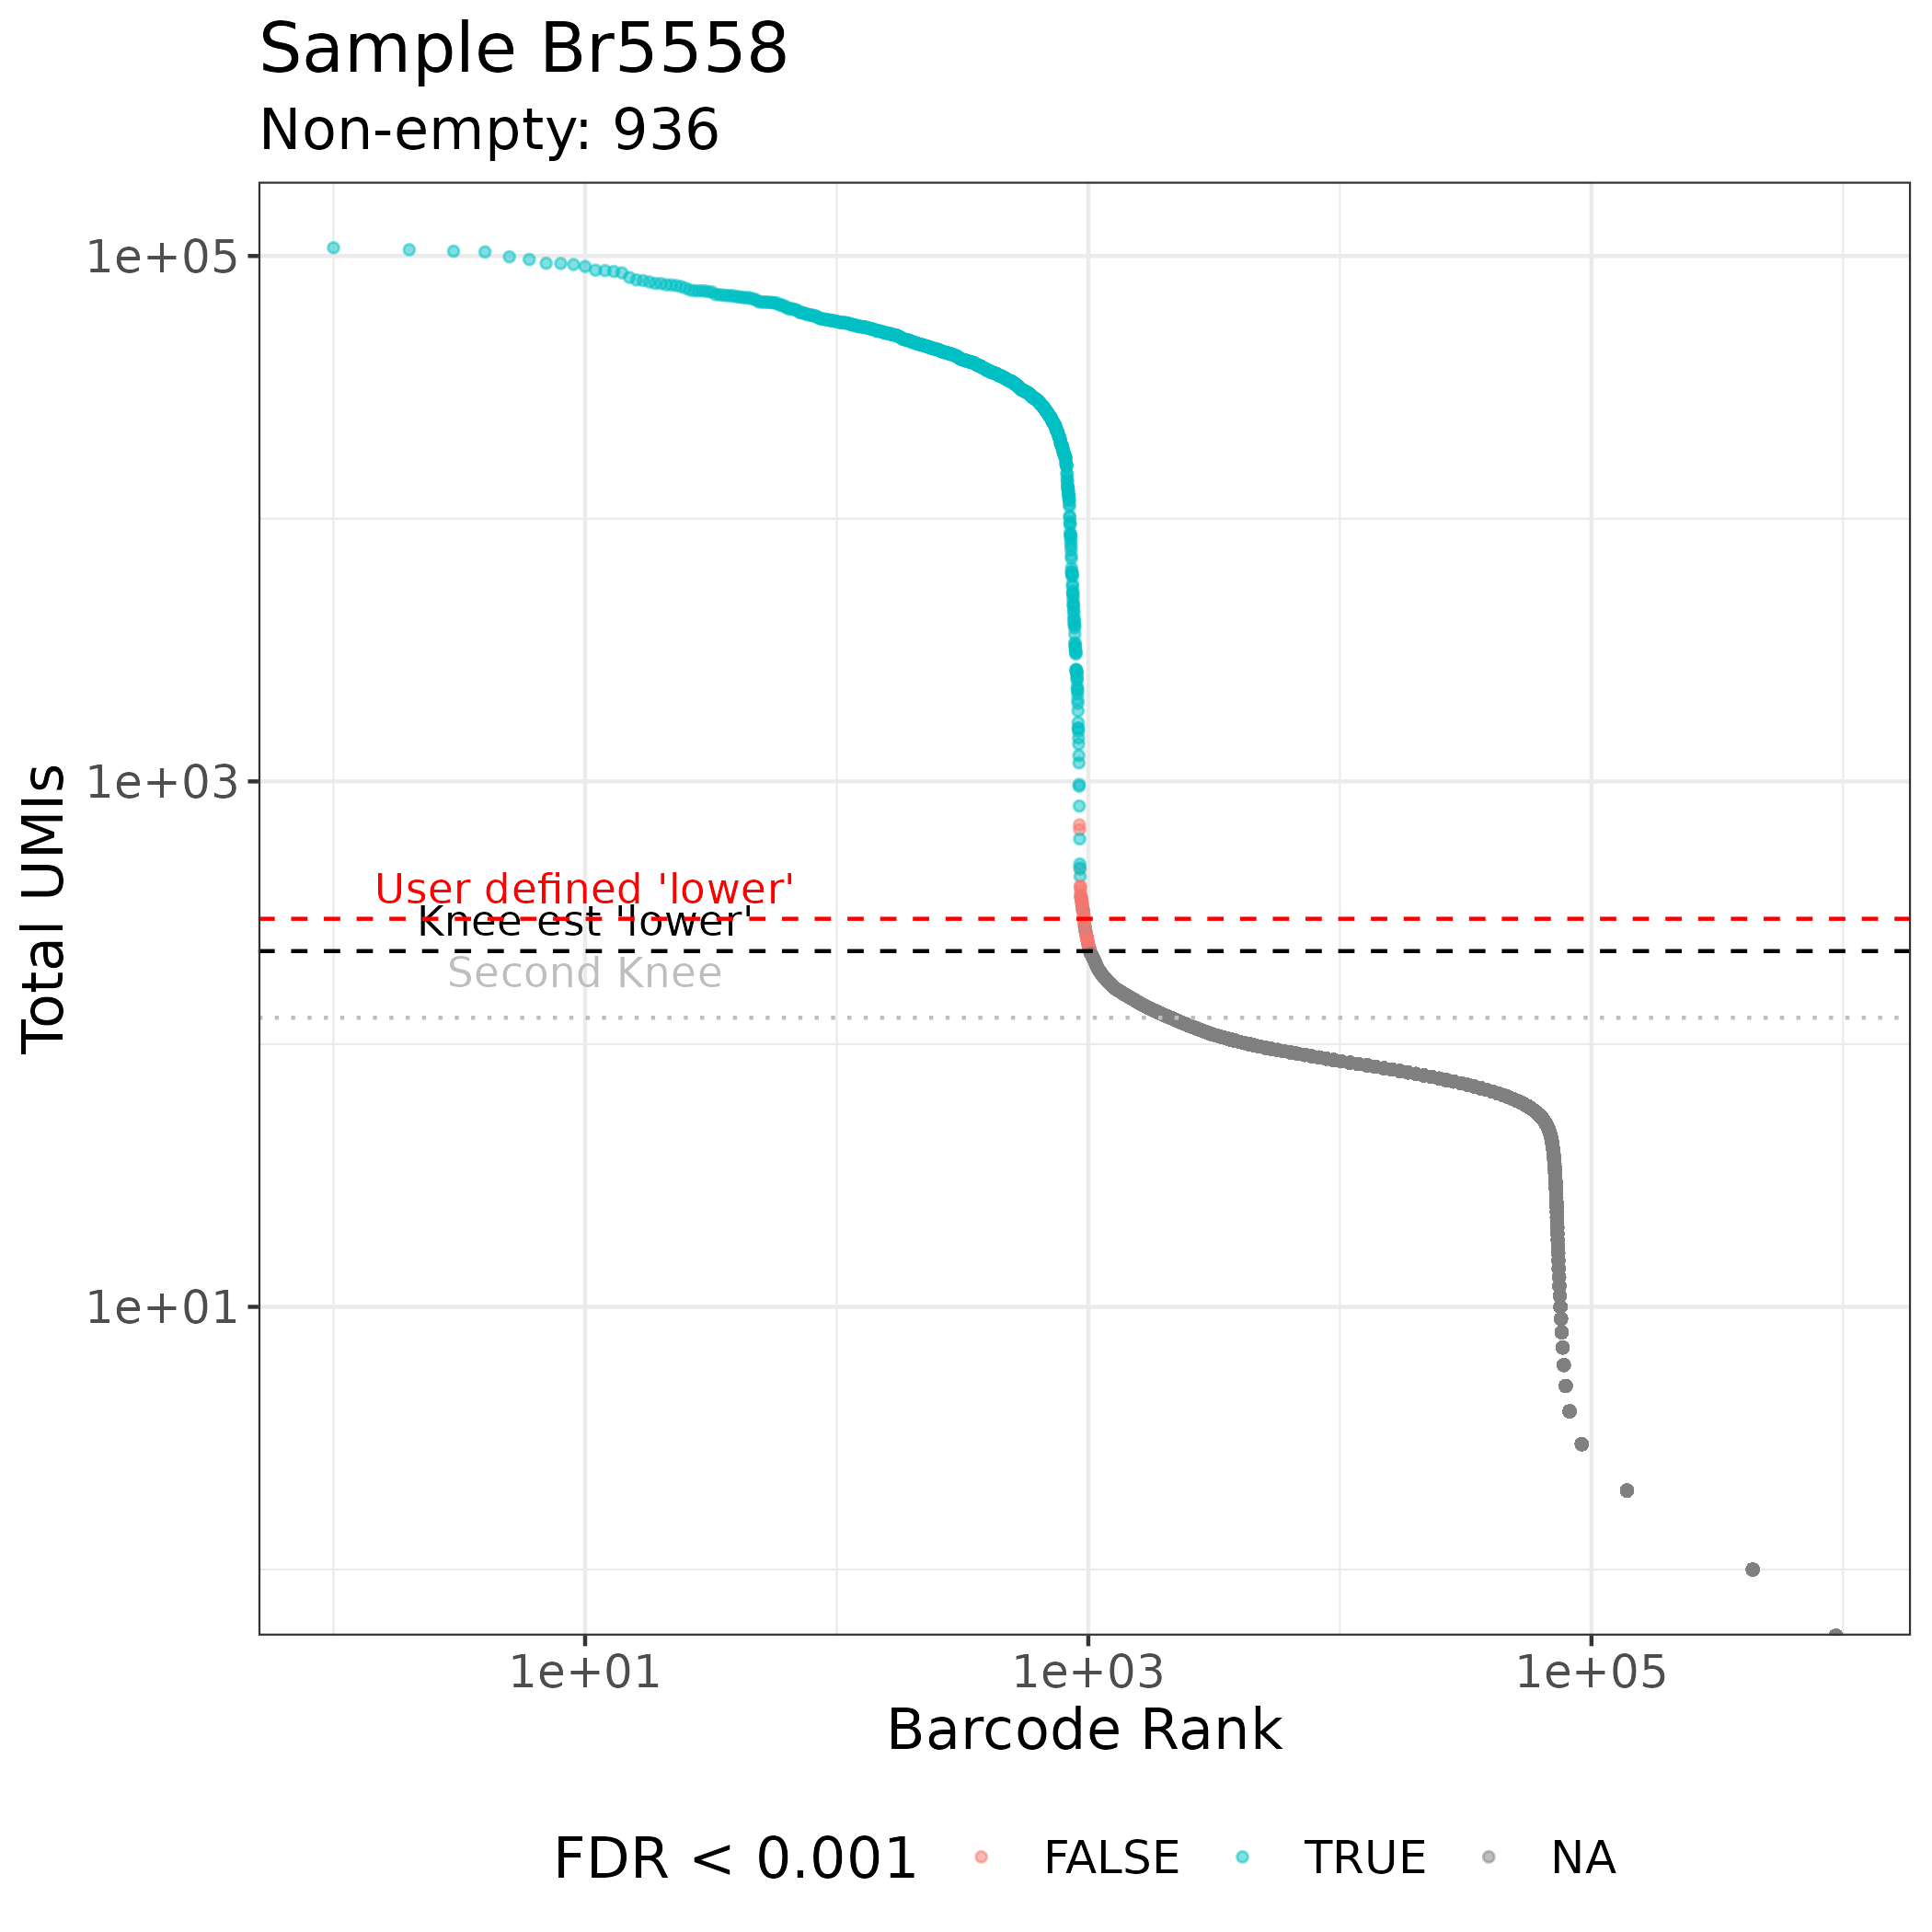 Sample Br5558
Non-empty: 936
Total UMIs
1e+05
1e+03
1e+01
User defined 'lower'
Knee est 'lower'
Second Knee
1e+01 1e+03 1e+05
Barcode Rank
FDR < 0.001 FALSE TRUE NA